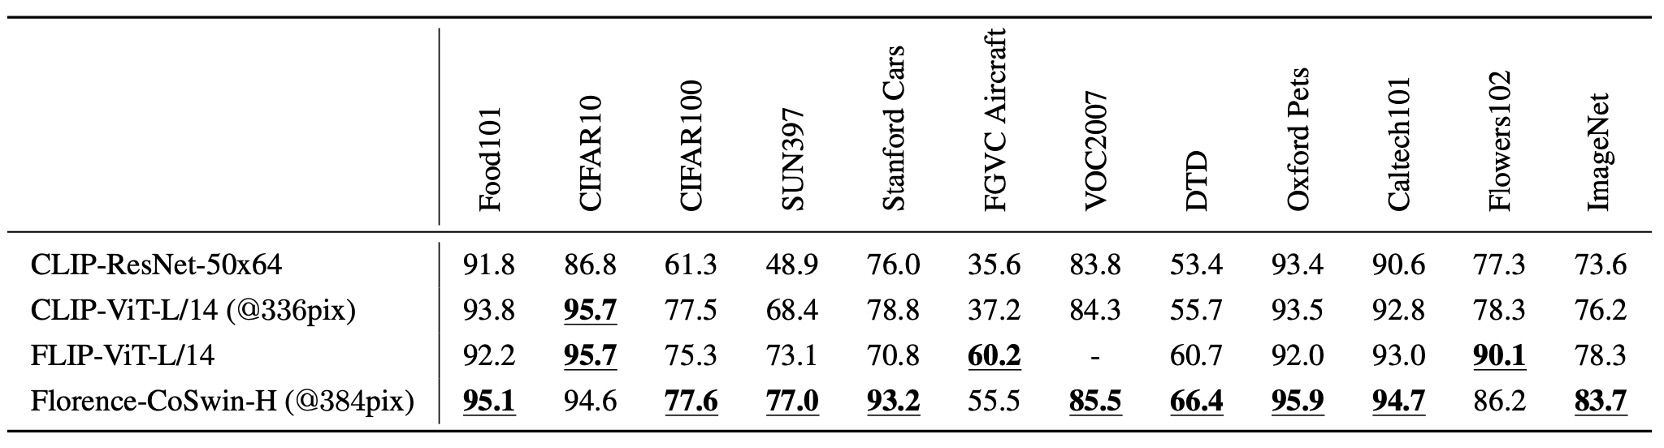 Food101 CIFAR10 CIFAR100 SUN397 Stanford Cars FGVC Aircraft VOC2007 DTD Oxford Pets Caltech101 Flowers102 ImageNet
CLIP-ResNet-50x64 91.8 86.8 61.3 48.9 76.0 35.6 83.8 53.4 93.4 90.6 77.3 73.6
CLIP-ViT-L/14 (@336pix) 93.8 95.7 77.5 68.4 78.8 37.2 84.3 55.7 93.5 92.8 78.3 76.2
FLIP-ViT-L/14 92.2 95.7 75.3 73.1 70.8 60.2 - 60.7 92.0 93.0 90.1 78.3
Florence-CoSwin-H (@384pix) 95.1 94.6 77.6 77.0 93.2 55.5 85.5 66.4 95.9 94.7 86.2 83.7